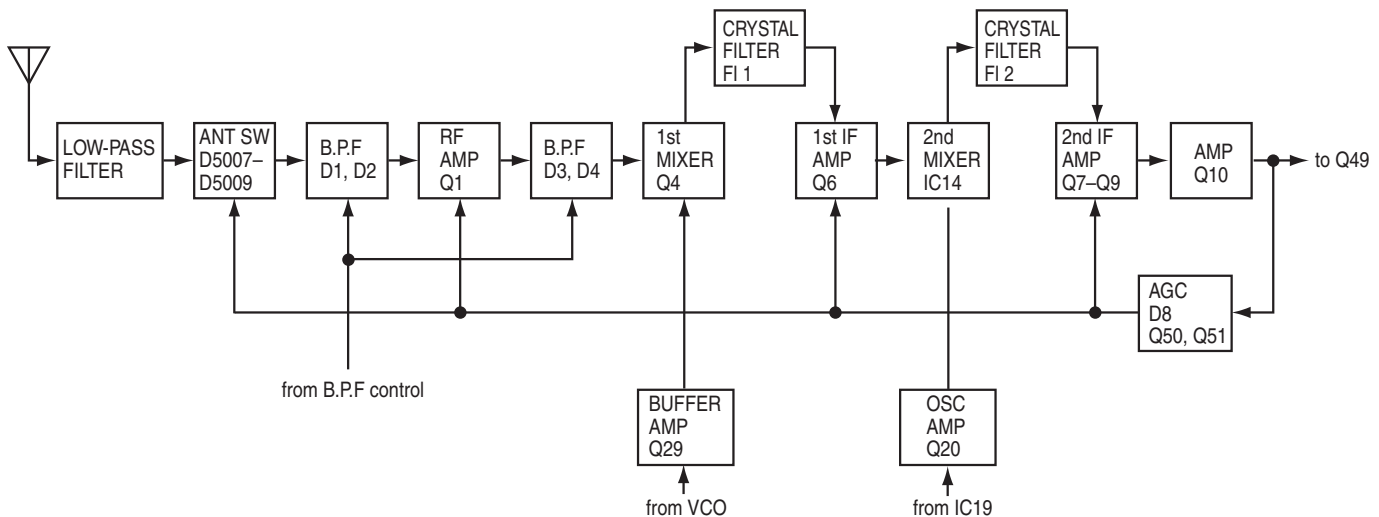 CRYSTAL
FILTER
FI 1
CRYSTAL
FILTER
FI 2
LOW-PASS
FILTER
ANT SW
D5007–
D5009
B.P.F
D1, D2
RF
AMP
Q1
B.P.F
D3, D4
1st
MIXER
Q4
1st IF
AMP
Q6
2nd
MIXER
IC14
2nd IF
AMP
Q7–Q9
AMP
Q10
to Q49
AGC
D8
Q50, Q51
from B.P.F control
BUFFER
AMP
Q29
OSC
AMP
Q20
from VCO
from IC19